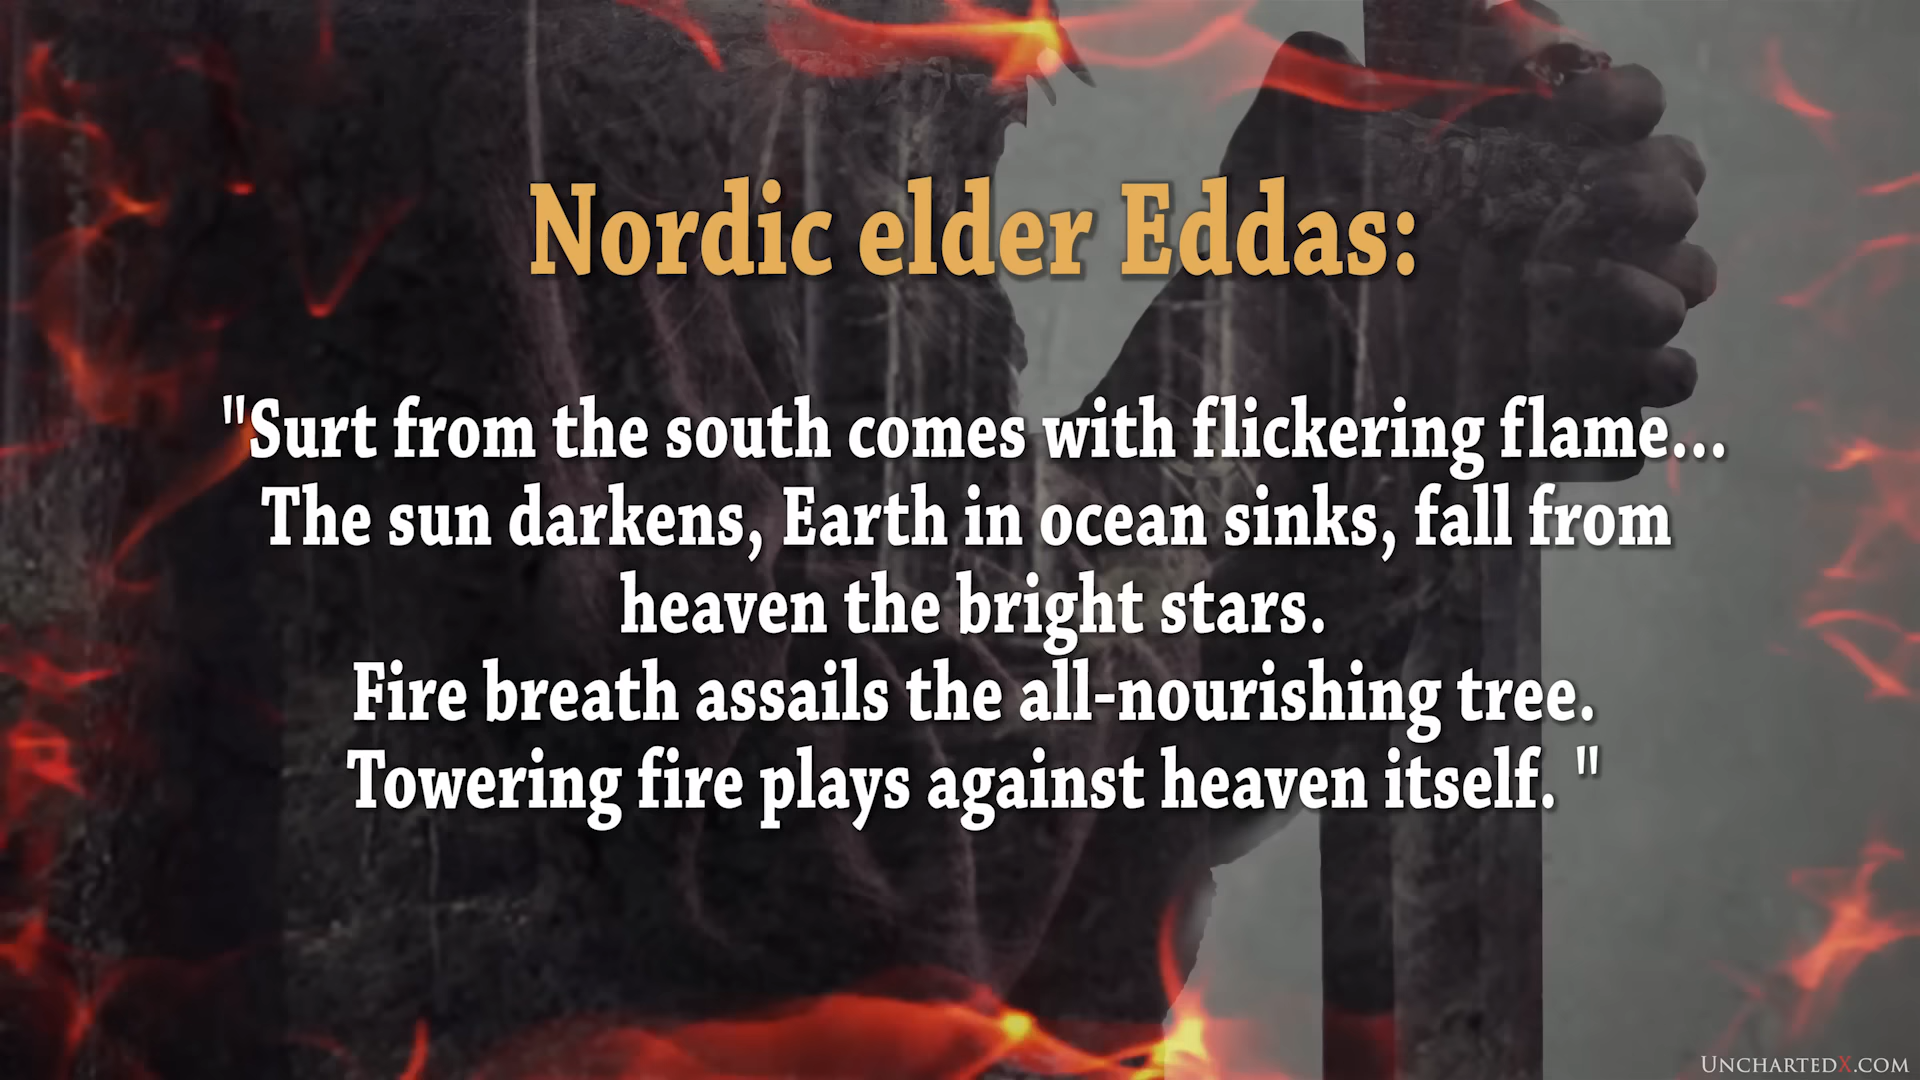 Nordic elder Eddas:
"Surt from the south comes with flickering flame...
The sun darkens, Earth in ocean sinks, fall from
heaven the bright stars.
Fire breath assails the all-nourishing tree.
Towering fire plays against heaven itself. "
UNCHARTEDX.COM